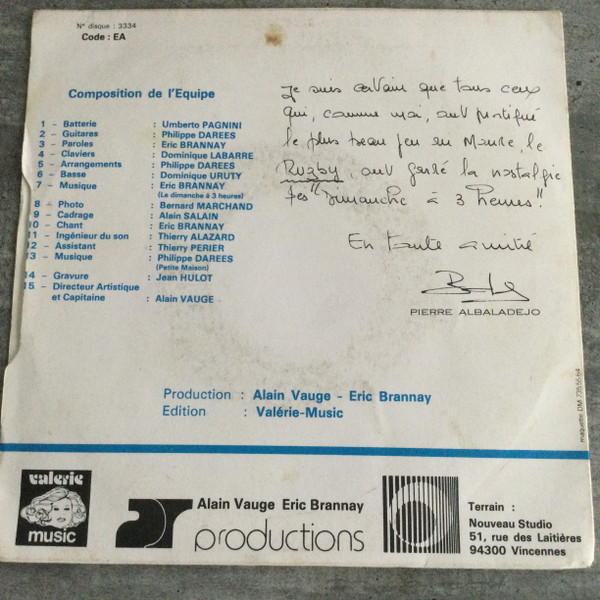 N° disque : 3334
Code : EA
Composition de l'Equipe
1 - Batterie : Umberto PAGNINI
2 - Guitares : Philippe DAREES
3 - Paroles : Eric BRANNAY
4 - Claviers : Dominique LABARRE
5 - Arrangements : Philippe DAREES
6 - Basse : Dominique URUTY
7 - Musique : Eric BRANNAY
(Le dimanche à 3 heures)
8 - Photo : Bernard MARCHAND
9 - Cadrage : Alain SALAIN
10 - Chant : Eric BRANNAY
11 - Ingénieur du son : Thierry ALAZARD
12 - Assistant : Thierry PERIER
13 - Musique : Philippe DAREES
(Petite Maison)
14 - Gravure : Jean HULOT
15 - Directeur Artistique
et Capitaine : Alain VAUGE
Je suis certain que tous ceux
qui, comme moi, ont pratiqué
le plus beau jeu du Monde, le
Rugby, ont gardé la nostalgie
des "Dimanche à 3 heures".
En toute amitié
PIERRE ALBALADEJO
Production : Alain Vauge - Eric Brannay
Edition : Valérie-Music
maquette: DM 735.55.64
valerie
music
Alain Vauge Eric Brannay
productions
Terrain :
Nouveau Studio
51, rue des Laitières
94300 Vincennes